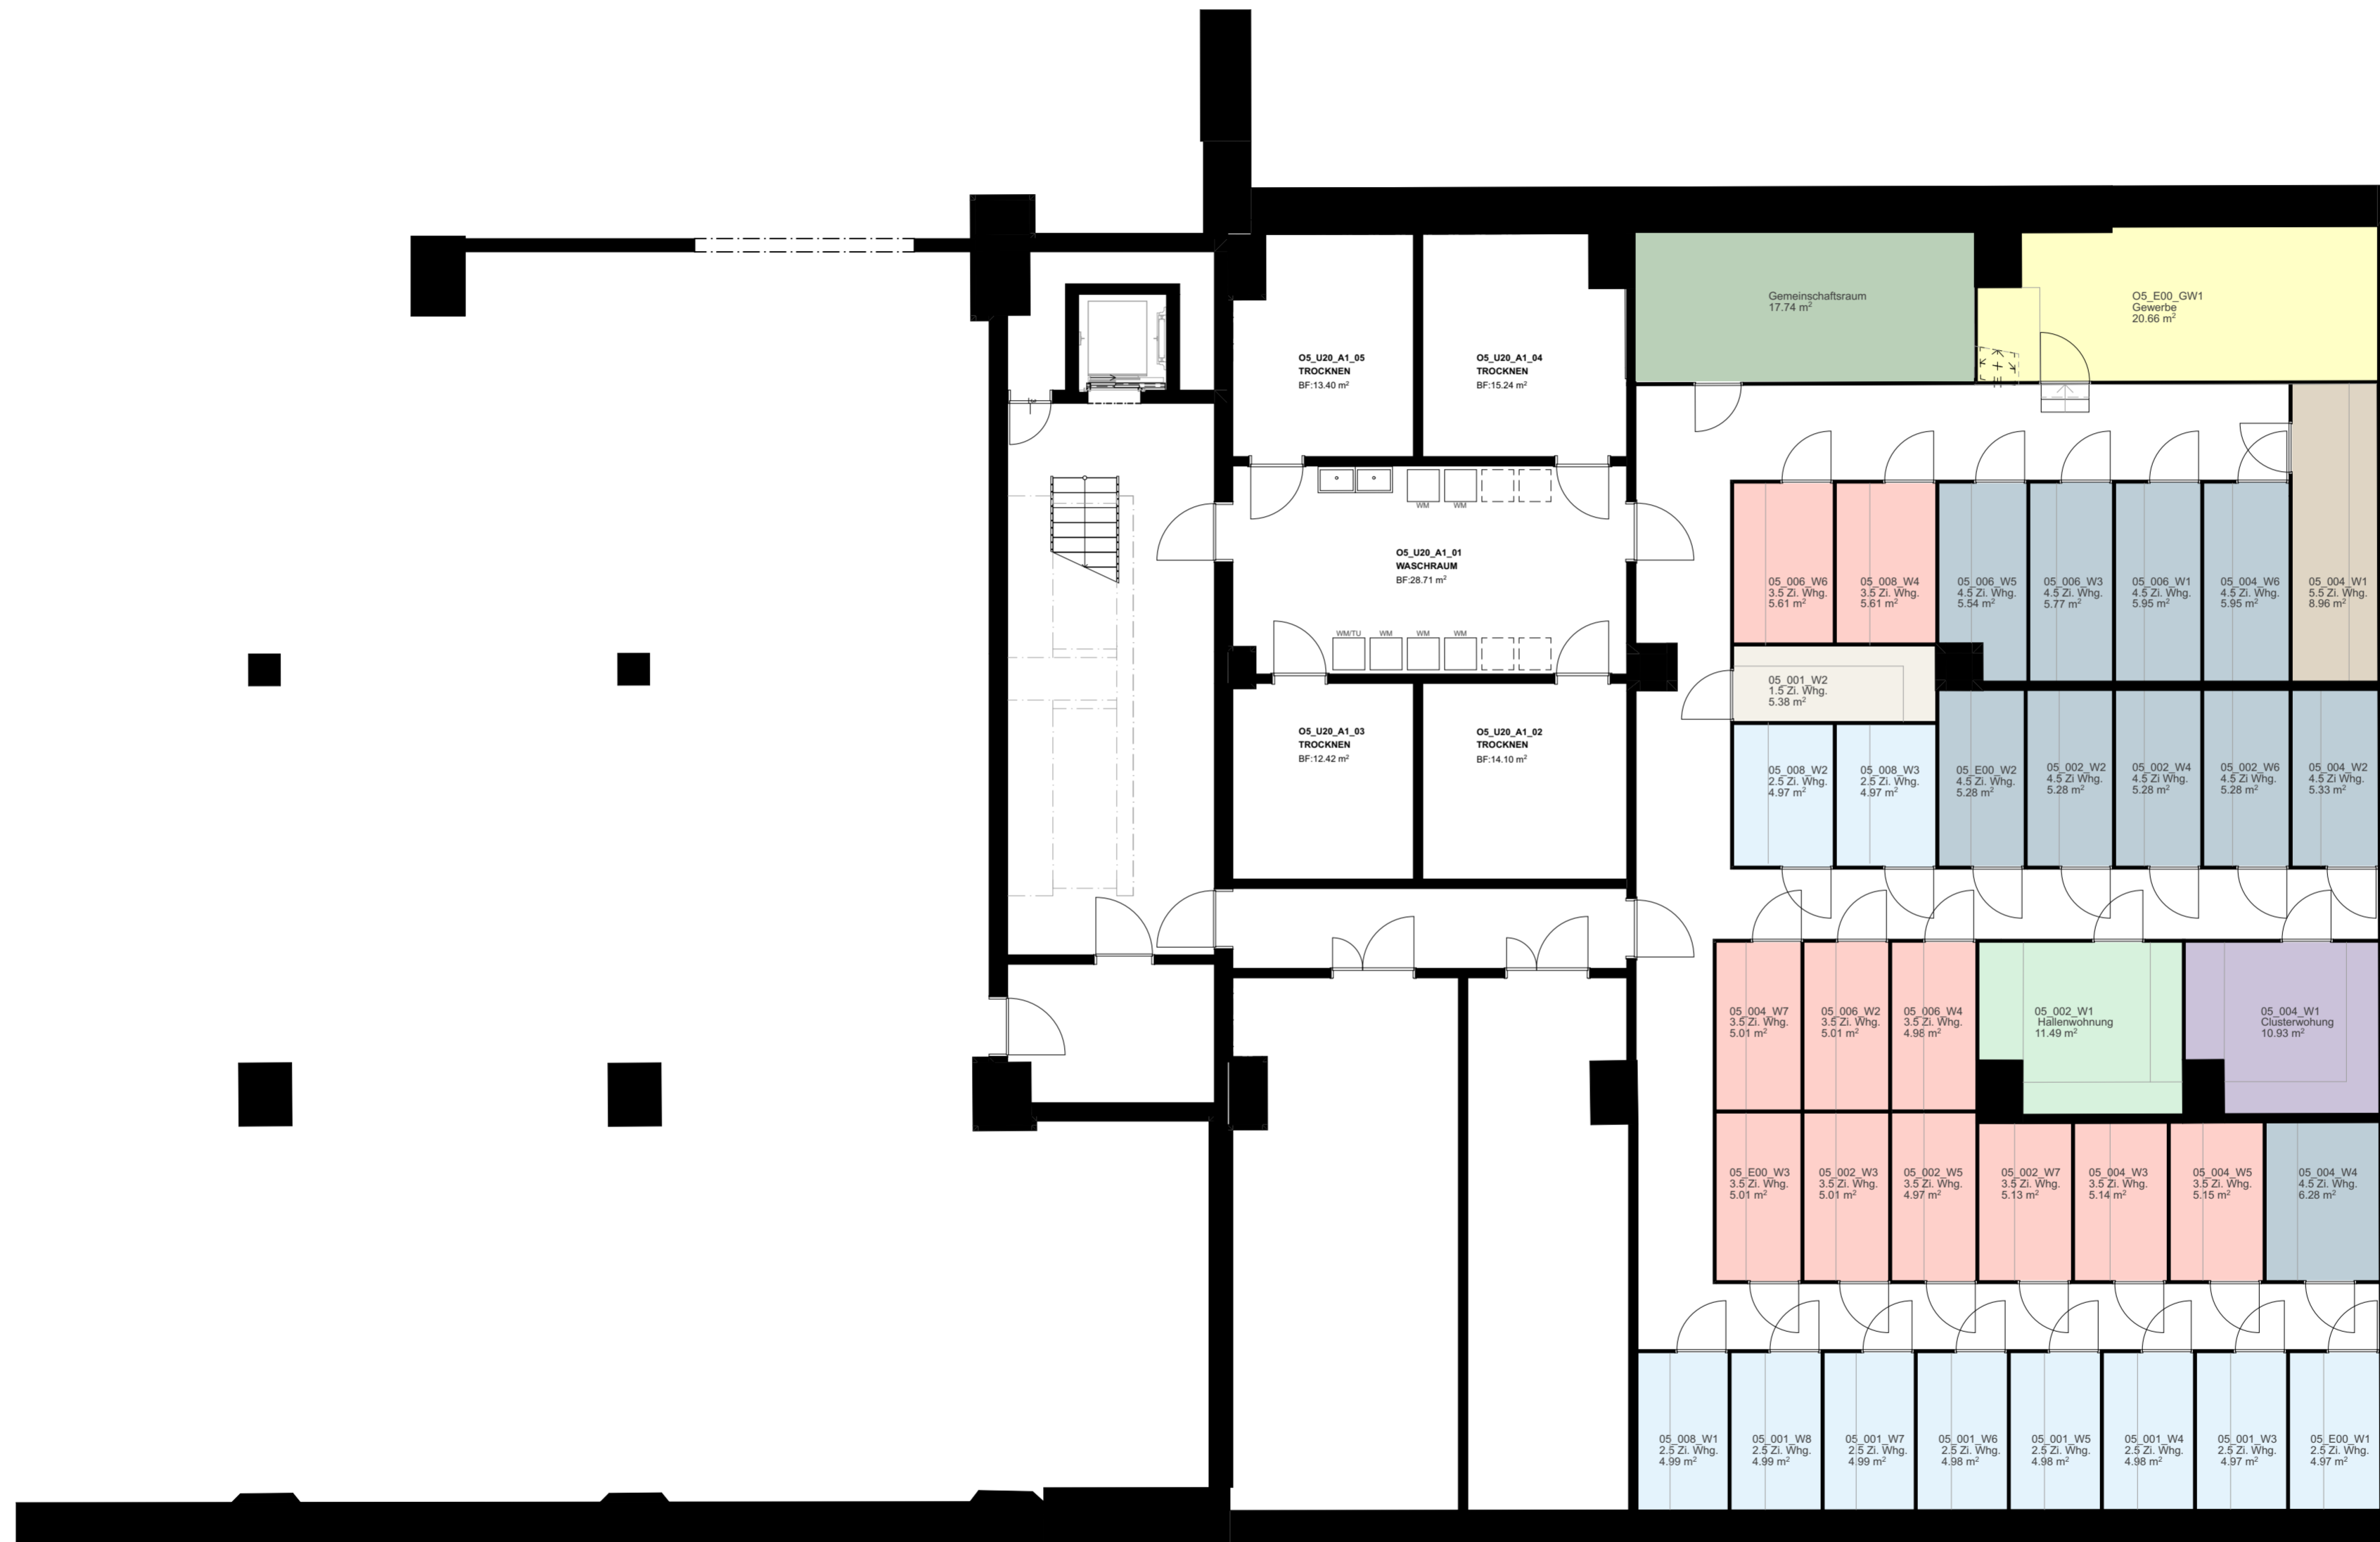 Gemeinschaftsraum
17.74 m²
O5_E00_GW1
Gewerbe
20.66 m²
O5_U20_A1_05
TROCKNEN
BF:13.40 m²
O5_U20_A1_04
TROCKNEN
BF:15.24 m²
WM
WM
O5_U20_A1_01
WASCHRAUM
BF:28.71 m²
WM/TU
WM
WM
WM
O5_U20_A1_03
TROCKNEN
BF:12.42 m²
O5_U20_A1_02
TROCKNEN
BF:14.10 m²
05_006_W6
3.5 Zi. Whg.
5.61 m²
05_008_W4
3.5 Zi. Whg.
5.61 m²
05_006_W5
4.5 Zi. Whg.
5.54 m²
05_006_W3
4.5 Zi. Whg.
5.77 m²
05_006_W1
4.5 Zi. Whg.
5.95 m²
05_004_W6
4.5 Zi. Whg.
5.95 m²
05_004_W1
5.5 Zi. Whg.
8.96 m²
05_001_W2
1.5 Zi. Whg.
5.38 m²
05_008_W2
2.5 Zi. Whg.
4.97 m²
05_008_W3
2.5 Zi. Whg.
4.97 m²
05_E00_W2
4.5 Zi. Whg.
5.28 m²
05_002_W2
4.5 Zi Whg.
5.28 m²
05_002_W4
4.5 Zi Whg.
5.28 m²
05_002_W6
4.5 Zi Whg.
5.28 m²
05_004_W2
4.5 Zi Whg.
5.33 m²
05_004_W7
3.5 Zi. Whg.
5.01 m²
05_006_W2
3.5 Zi. Whg.
5.01 m²
05_006_W4
3.5 Zi. Whg.
4.98 m²
05_002_W1
Hallenwohnung
11.49 m²
05_004_W1
Clusterwohung
10.93 m²
05_E00_W3
3.5 Zi. Whg.
5.01 m²
05_002_W3
3.5 Zi. Whg.
5.01 m²
05_002_W5
3.5 Zi. Whg.
4.97 m²
05_002_W7
3.5 Zi. Whg.
5.13 m²
05_004_W3
3.5 Zi. Whg.
5.14 m²
05_004_W5
3.5 Zi. Whg.
5.15 m²
05_004_W4
4.5 Zi. Whg.
6.28 m²
05_008_W1
2.5 Zi. Whg.
4.99 m²
05_001_W8
2.5 Zi. Whg.
4.99 m²
05_001_W7
2.5 Zi. Whg.
4.99 m²
05_001_W6
2.5 Zi. Whg.
4.98 m²
05_001_W5
2.5 Zi. Whg.
4.98 m²
05_001_W4
2.5 Zi. Whg.
4.98 m²
05_001_W3
2.5 Zi. Whg.
4.97 m²
05_E00_W1
2.5 Zi. Whg.
4.97 m²